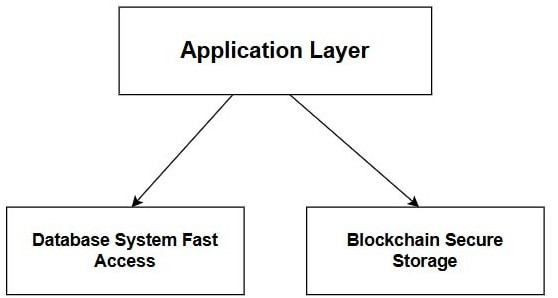 Application Layer
Database System Fast
Access
Blockchain Secure
Storage